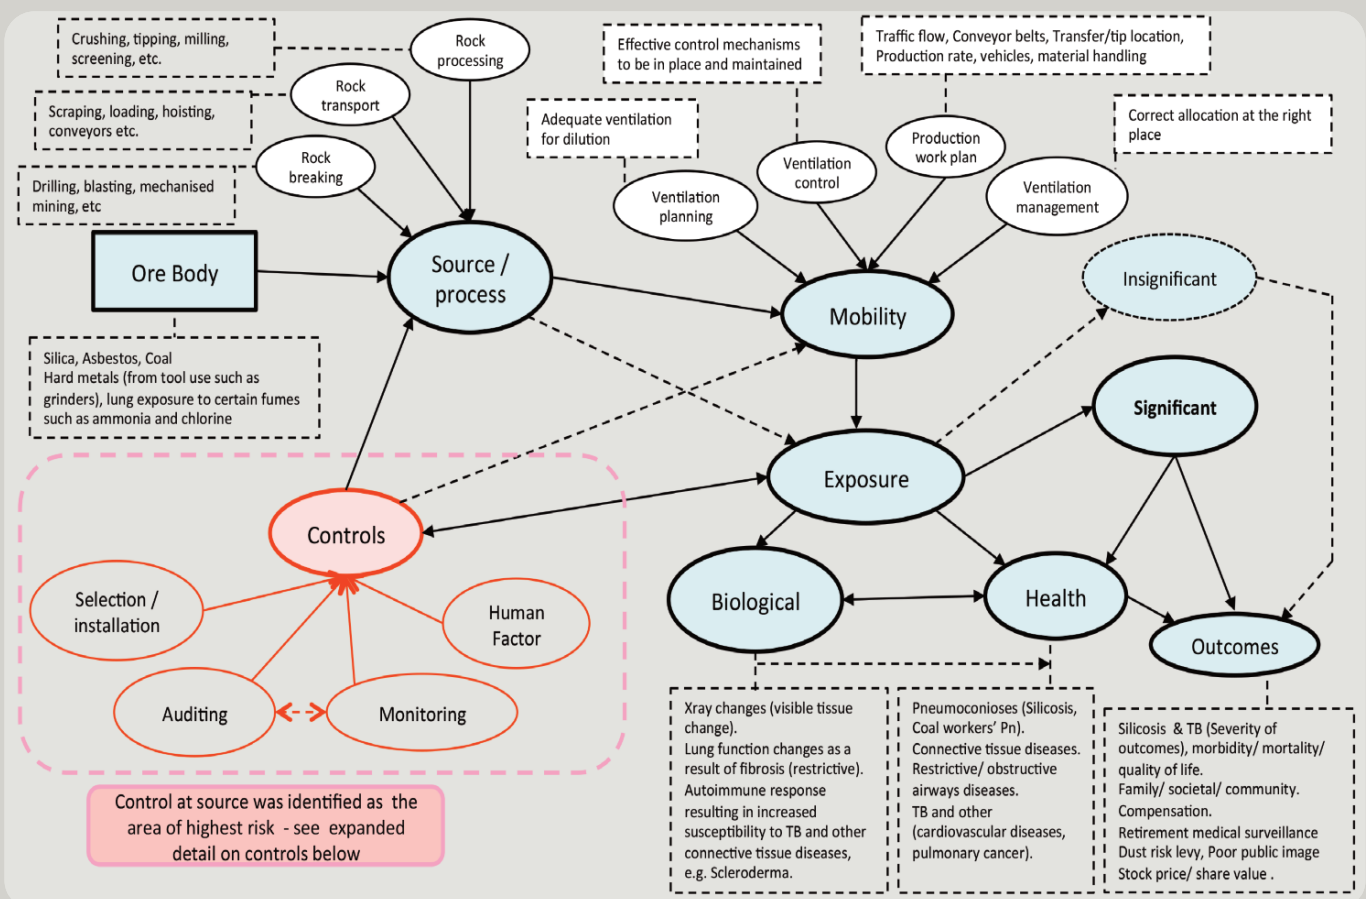 Crushing, tipping, milling,
screening, etc.
Rock
processing
Scraping, loading, hoisting,
conveyors etc.
Rock
transport
Drilling, blasting, mechanised
mining, etc
Rock
breaking
Effective control mechanisms
to be in place and maintained
Traffic flow, Conveyor belts, Transfer/tip location,
Production rate, vehicles, material handling
Adequate ventilation
for dilution
Correct allocation at the right
place
Ventilation
planning
Ventilation
control
Production
work plan
Ventilation
management
Ore Body
Source /
process
Mobility
Insignificant
Silica, Asbestos, Coal
Hard metals (from tool use such as
grinders), lung exposure to certain fumes
such as ammonia and chlorine
Significant
Exposure
Controls
Selection /
installation
Human
Factor
Auditing
Monitoring
Biological
Health
Outcomes
Control at source was identified as the
area of highest risk - see expanded
detail on controls below
Xray changes (visible tissue
change).
Lung function changes as a
result of fibrosis (restrictive).
Autoimmune response
resulting in increased
susceptibility to TB and other
connective tissue diseases,
e.g. Scleroderma.
Pneumoconioses (Silicosis,
Coal workers' Pn).
Connective tissue diseases.
Restrictive/ obstructive
airways diseases.
TB and other
(cardiovascular diseases,
pulmonary cancer).
Silicosis & TB (Severity of
outcomes), morbidity/ mortality/
quality of life.
Family/ societal/ community.
Compensation.
Retirement medical surveillance
Dust risk levy, Poor public image
Stock price/ share value .